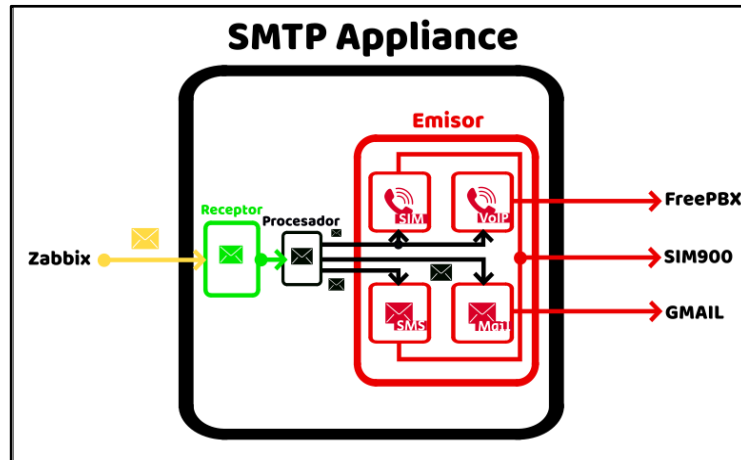 SMTP Appliance
Emisor
SIM
VoIP
FreePBX
Receptor
Procesador
Zabbix
SIM900
SMS
Mail
GMAIL